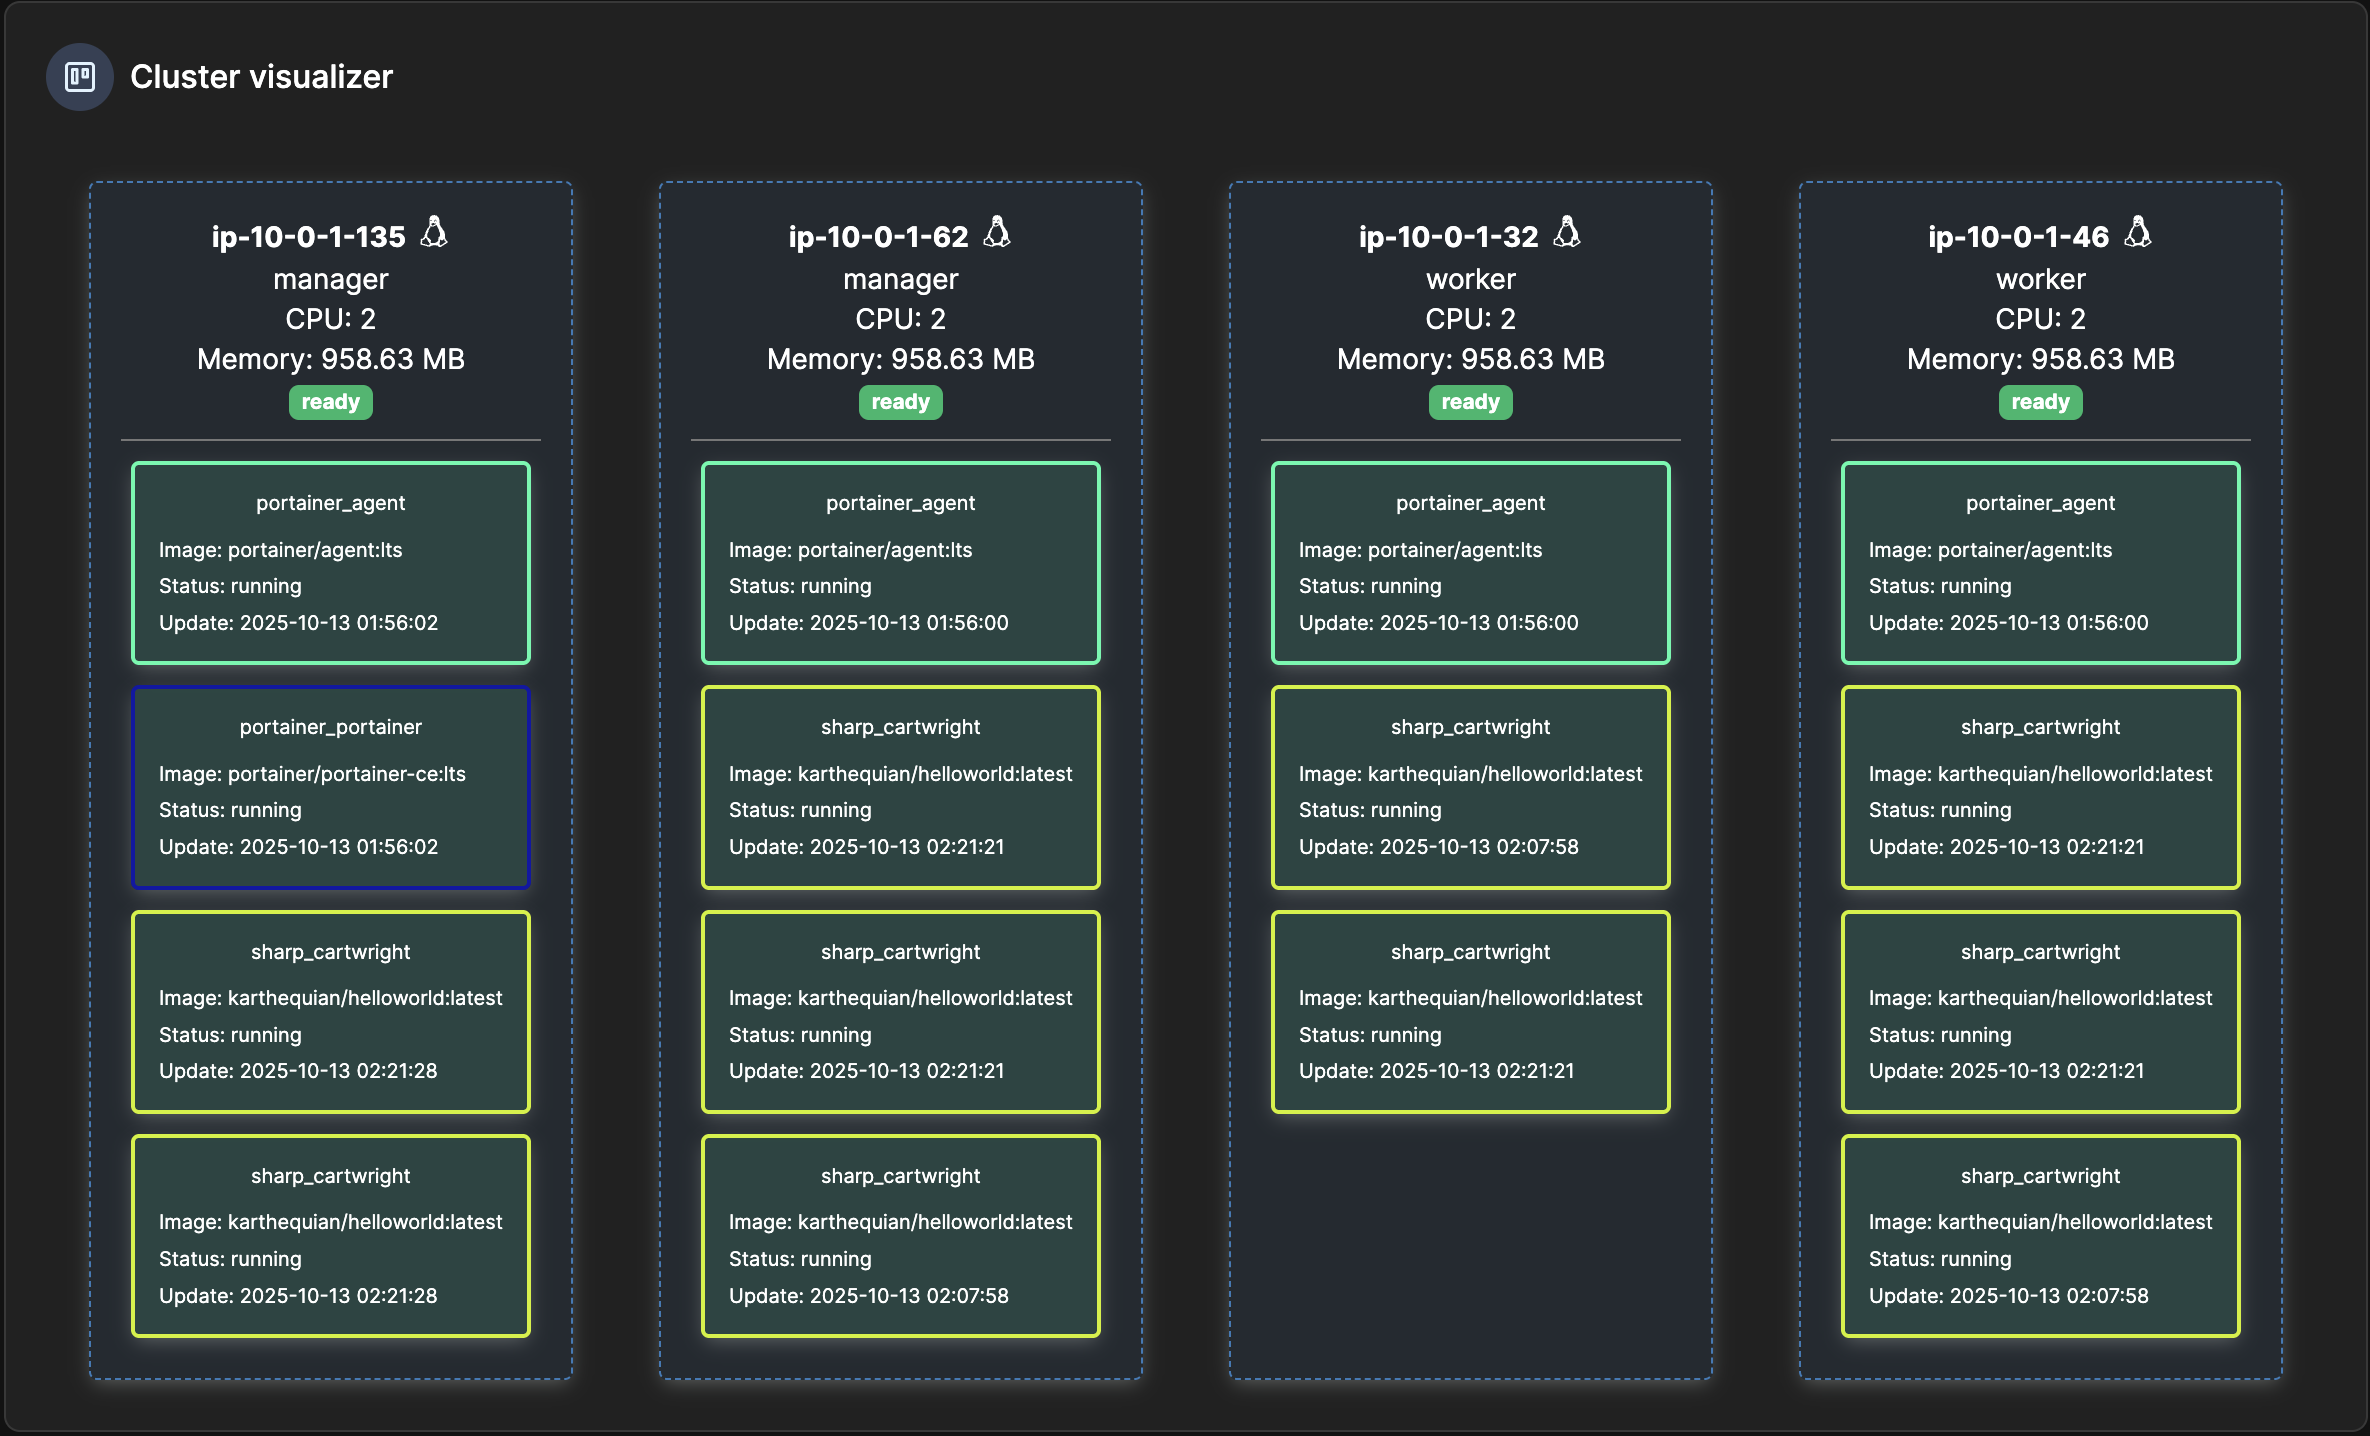 Cluster visualizer
ip-10-0-1-135
manager
CPU: 2
Memory: 958.63 MB
ready
portainer_agent
Image: portainer/agent:lts
Status: running
Update: 2025-10-13 01:56:02
portainer_portainer
Image: portainer/portainer-ce:lts
Status: running
Update: 2025-10-13 01:56:02
sharp_cartwright
Image: karthequian/helloworld:latest
Status: running
Update: 2025-10-13 02:21:28
sharp_cartwright
Image: karthequian/helloworld:latest
Status: running
Update: 2025-10-13 02:21:28
ip-10-0-1-62
manager
CPU: 2
Memory: 958.63 MB
ready
portainer_agent
Image: portainer/agent:lts
Status: running
Update: 2025-10-13 01:56:00
sharp_cartwright
Image: karthequian/helloworld:latest
Status: running
Update: 2025-10-13 02:21:21
sharp_cartwright
Image: karthequian/helloworld:latest
Status: running
Update: 2025-10-13 02:21:21
sharp_cartwright
Image: karthequian/helloworld:latest
Status: running
Update: 2025-10-13 02:07:58
ip-10-0-1-32
worker
CPU: 2
Memory: 958.63 MB
ready
portainer_agent
Image: portainer/agent:lts
Status: running
Update: 2025-10-13 01:56:00
sharp_cartwright
Image: karthequian/helloworld:latest
Status: running
Update: 2025-10-13 02:07:58
sharp_cartwright
Image: karthequian/helloworld:latest
Status: running
Update: 2025-10-13 02:21:21
ip-10-0-1-46
worker
CPU: 2
Memory: 958.63 MB
ready
portainer_agent
Image: portainer/agent:lts
Status: running
Update: 2025-10-13 01:56:00
sharp_cartwright
Image: karthequian/helloworld:latest
Status: running
Update: 2025-10-13 02:21:21
sharp_cartwright
Image: karthequian/helloworld:latest
Status: running
Update: 2025-10-13 02:21:21
sharp_cartwright
Image: karthequian/helloworld:latest
Status: running
Update: 2025-10-13 02:07:58